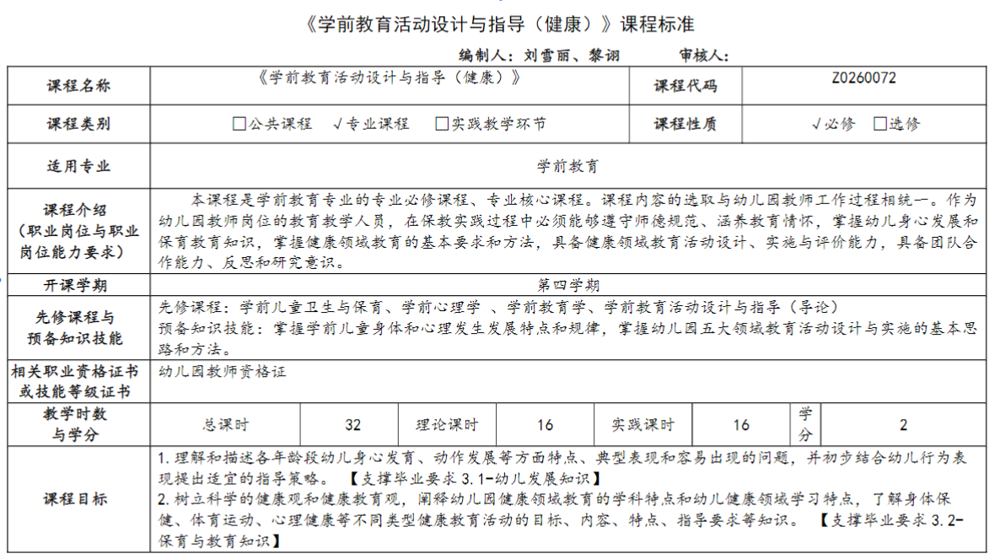 《学前教育活动设计与指导（健康）》课程标准
编制人：刘雪丽、黎诩 审核人：
课程名称 《学前教育活动设计与指导（健康）》 课程代码 Z0260072
课程类别 □公共课程 √专业课程 □实践教学环节 课程性质 √必修 □选修
适用专业 学前教育
课程介绍
（职业岗位与职业
岗位能力要求）
本课程是学前教育专业的专业必修课程、专业核心课程。课程内容的选取与幼儿园教师工作过程相统一。作为
幼儿园教师岗位的教育教学人员，在保教实践过程中必须能够遵守师德规范、涵养教育情怀，掌握幼儿身心发展和
保育教育知识，掌握健康领域教育的基本要求和方法，具备健康领域教育活动设计、实施与评价能力，具备团队合
作能力、反思和研究意识。
开课学期 第四学期
先修课程与
预备知识技能
先修课程：学前儿童卫生与保育、学前心理学 、学前教育学、学前教育活动设计与指导（导论）
预备知识技能：掌握学前儿童身体和心理发生发展特点和规律，掌握幼儿园五大领域教育活动设计与实施的基本思
路和方法。
相关职业资格证书
或技能等级证书
幼儿园教师资格证
教学时数
与学分
总课时 32 理论课时 16 实践课时 16 学
分 2
课程目标
1.理解和描述各年龄段幼儿身心发育、动作发展等方面特点、典型表现和容易出现的问题，并初步结合幼儿行为表
现提出适宜的指导策略。 【支撑毕业要求 3.1-幼儿发展知识】
2.树立科学的健康观和健康教育观，阐释幼儿园健康领域教育的学科特点和幼儿健康领域学习特点，了解身体保
健、体育运动、心理健康等不同类型健康教育活动的目标、内容、特点、指导要求等知识。 【支撑毕业要求 3.2-
保育与教育知识】